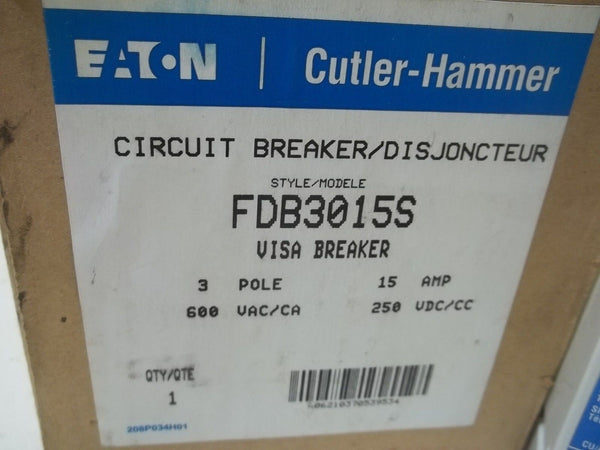 EATON | Cutler-Hammer
CIRCUIT BREAKER/DISJONCTEUR
STYLE/MODELE
FDB3015S
VISA BREAKER
3 POLE 15 AMP
600 VAC/CA 250 VDC/CC
QTY/QTE
1
208P034H01